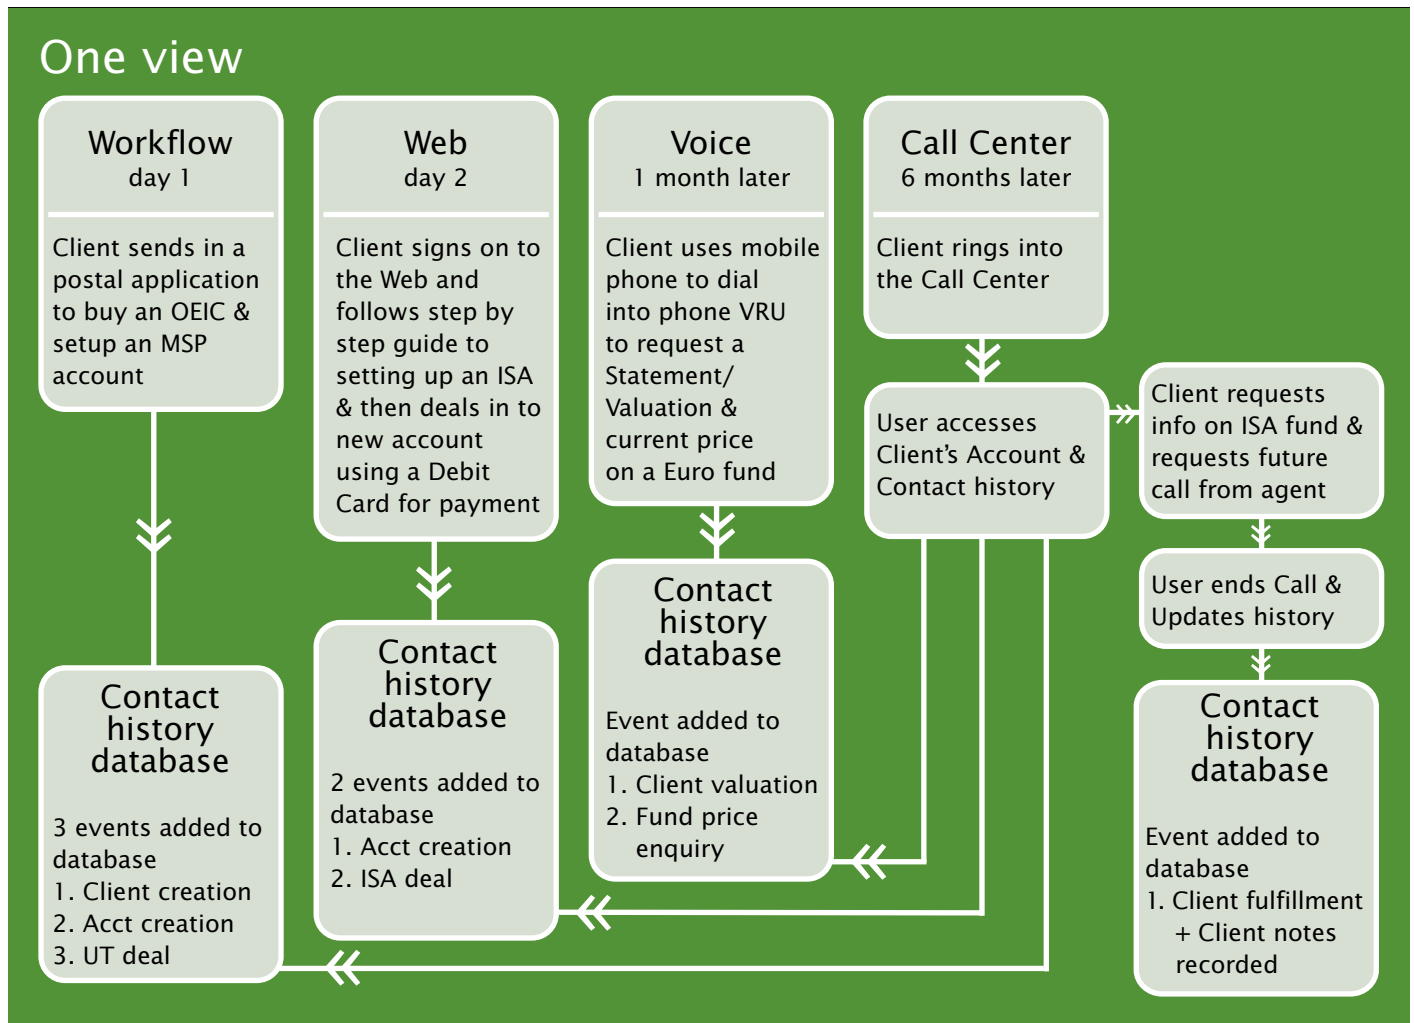 One view
Workflow
day 1
Client sends in a
postal application
to buy an OEIC &
setup an MSP
account
Contact
history
database
3 events added to
database
1. Client creation
2. Acct creation
3. UT deal
Web
day 2
Client signs on to
the Web and
follows step by
step guide to
setting up an ISA
& then deals in to
new account
using a Debit
Card for payment
Contact
history
database
2 events added to
database
1. Acct creation
2. ISA deal
Voice
1 month later
Client uses mobile
phone to dial
into phone VRU
to request a
Statement/
Valuation &
current price
on a Euro fund
Contact
history
database
Event added to
database
1. Client valuation
2. Fund price
enquiry
Call Center
6 months later
Client rings into
the Call Center
User accesses
Client's Account &
Contact history
Client requests
info on ISA fund &
requests future
call from agent
User ends Call &
Updates history
Contact
history
database
Event added to
database
1. Client fulfillment
+ Client notes
recorded